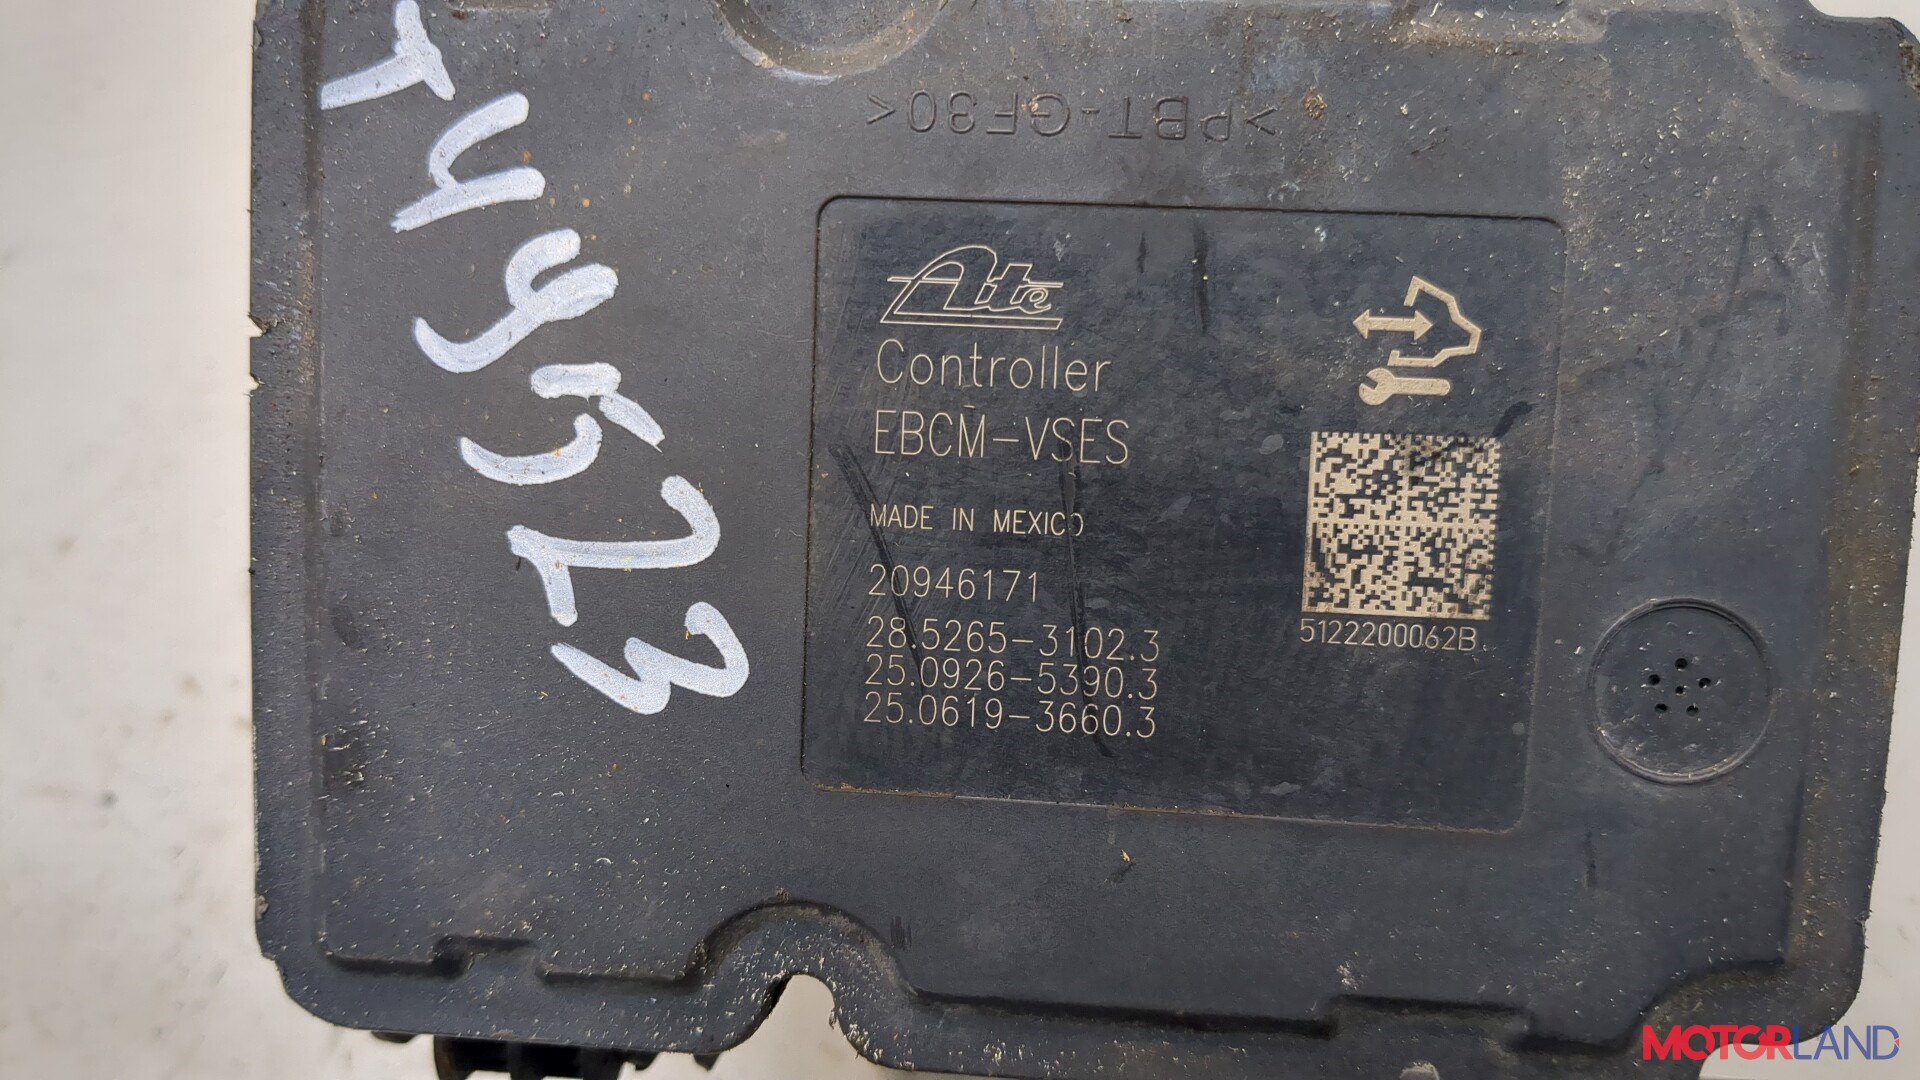 >PBT-GF30<
Ate
Controller
EBCM-VSES
MADE IN MEXICO
20946171
28.5265-3102.3
25.0926-5390.3
25.0619-3660.3
5122200062B
MOTORLAND